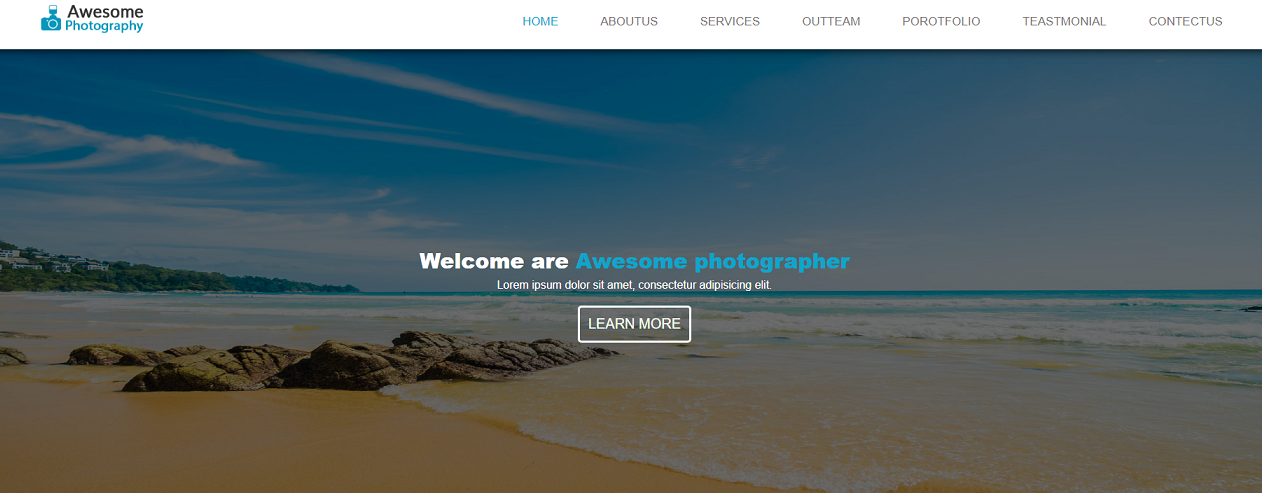 Awesome
Photography
HOME ABOUTUS SERVICES OUTTEAM POROTFOLIO TEASTMONIAL CONTECTUS
Welcome are Awesome photographer
Lorem ipsum dolor sit amet, consectetur adipisicing elit.
LEARN MORE